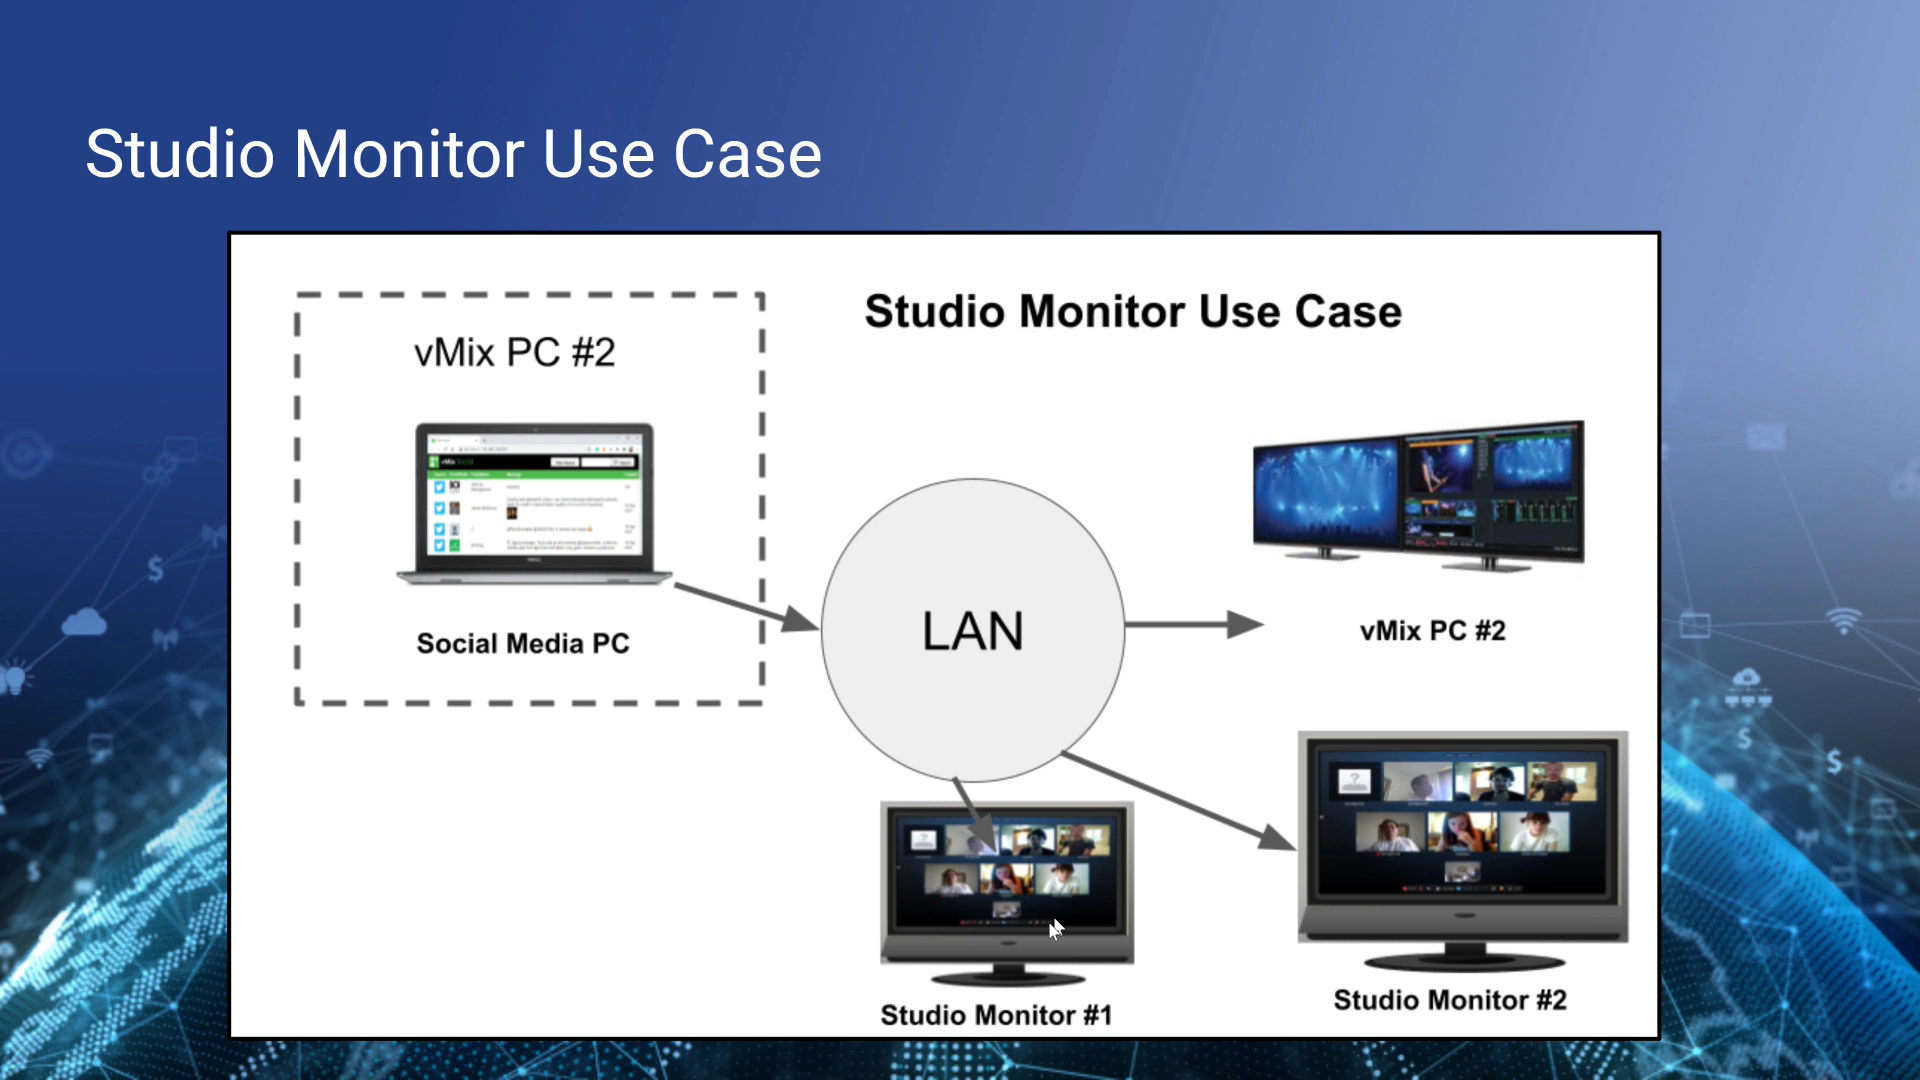 Studio Monitor Use Case
Studio Monitor Use Case
vMix PC #2
Social Media PC
LAN
vMix PC #2
Studio Monitor #1
Studio Monitor #2